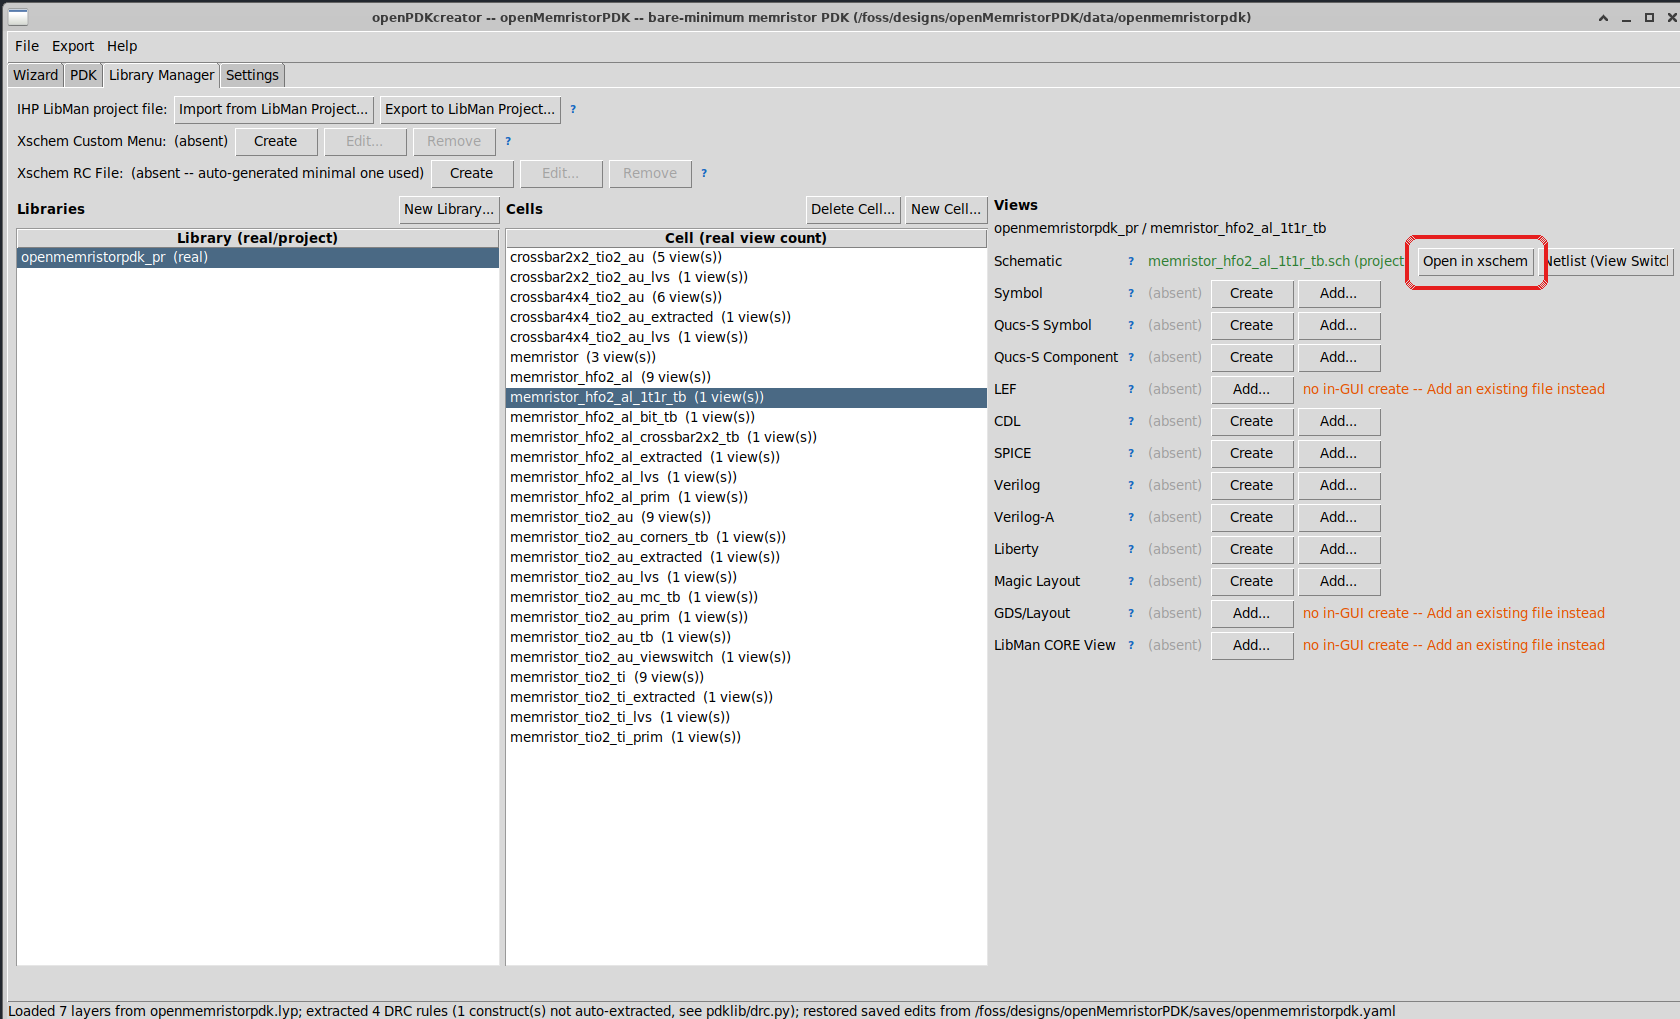 openPDKcreator -- openMemristorPDK -- bare-minimum memristor PDK (/foss/designs/openMemristorPDK/data/openmemristorpdk)
File Export Help
Wizard PDK Library Manager Settings
IHP LibMan project file: Import from LibMan Project... Export to LibMan Project... ?
Xschem Custom Menu: (absent) Create Edit... Remove ?
Xschem RC File: (absent -- auto-generated minimal one used) Create Edit... Remove ?
Libraries New Library...
Library (real/project)
openmemristorpdk_pr (real)
Cells Delete Cell... New Cell...
Cell (real view count)
crossbar2x2_tio2_au (5 view(s))
crossbar2x2_tio2_au_lvs (1 view(s))
crossbar4x4_tio2_au (6 view(s))
crossbar4x4_tio2_au_extracted (1 view(s))
crossbar4x4_tio2_au_lvs (1 view(s))
memristor (3 view(s))
memristor_hfo2_al (9 view(s))
memristor_hfo2_al_1t1r_tb (1 view(s))
memristor_hfo2_al_bit_tb (1 view(s))
memristor_hfo2_al_crossbar2x2_tb (1 view(s))
memristor_hfo2_al_extracted (1 view(s))
memristor_hfo2_al_lvs (1 view(s))
memristor_hfo2_al_prim (1 view(s))
memristor_tio2_au (9 view(s))
memristor_tio2_au_corners_tb (1 view(s))
memristor_tio2_au_extracted (1 view(s))
memristor_tio2_au_lvs (1 view(s))
memristor_tio2_au_mc_tb (1 view(s))
memristor_tio2_au_prim (1 view(s))
memristor_tio2_au_tb (1 view(s))
memristor_tio2_au_viewswitch (1 view(s))
memristor_tio2_ti (9 view(s))
memristor_tio2_ti_extracted (1 view(s))
memristor_tio2_ti_lvs (1 view(s))
memristor_tio2_ti_prim (1 view(s))
Views
openmemristorpdk_pr / memristor_hfo2_al_1t1r_tb
Schematic ? memristor_hfo2_al_1t1r_tb.sch (project Open in xschem Netlist (View Switch
Symbol ? (absent) Create Add...
Qucs-S Symbol ? (absent) Create Add...
Qucs-S Component ? (absent) Create Add...
LEF ? (absent) Add... no in-GUI create -- Add an existing file instead
CDL ? (absent) Create Add...
SPICE ? (absent) Create Add...
Verilog ? (absent) Create Add...
Verilog-A ? (absent) Create Add...
Liberty ? (absent) Create Add...
Magic Layout ? (absent) Create Add...
GDS/Layout ? (absent) Add... no in-GUI create -- Add an existing file instead
LibMan CORE View ? (absent) Add... no in-GUI create -- Add an existing file instead
Loaded 7 layers from openmemristorpdk.lyp; extracted 4 DRC rules (1 construct(s) not auto-extracted, see pdklib/drc.py); restored saved edits from /foss/designs/openMemristorPDK/saves/openmemristorpdk.yaml